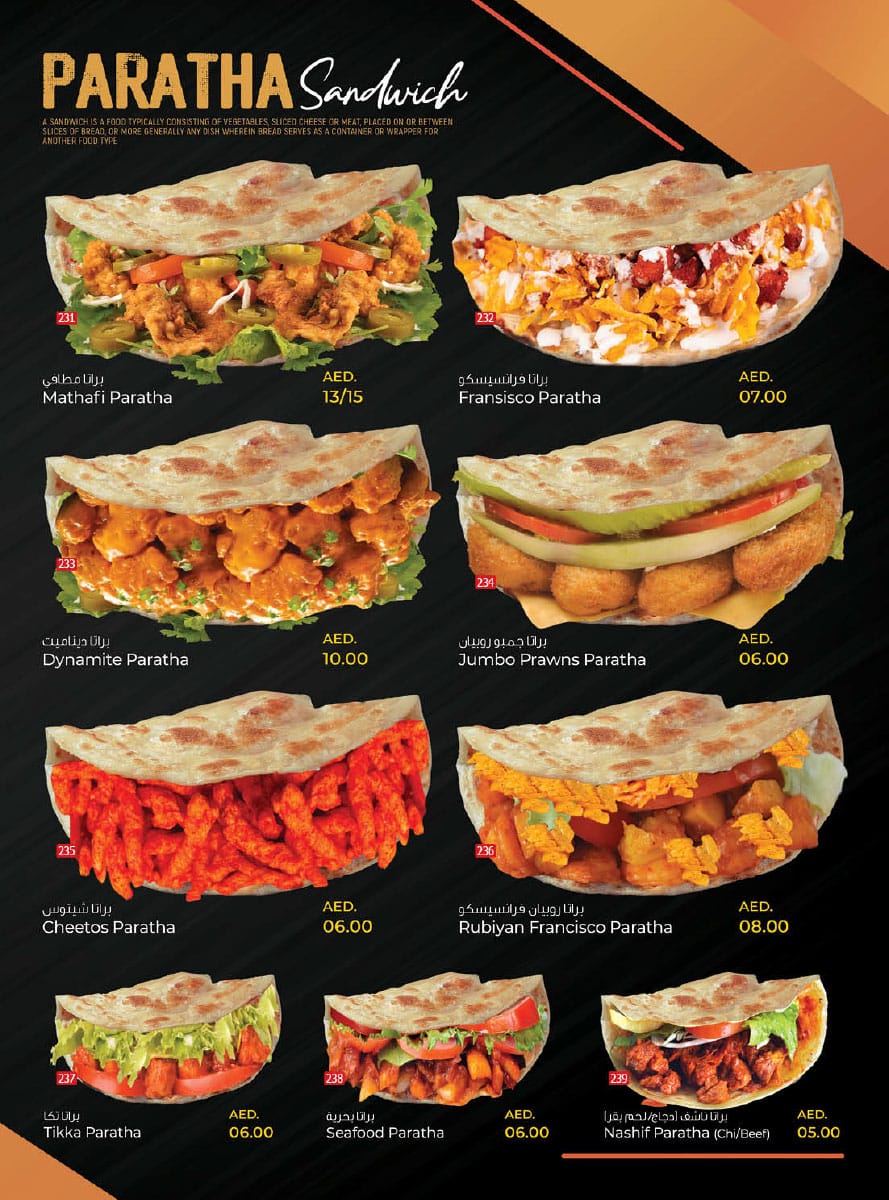 PARATHA Sandwich
A SANDWICH IS A FOOD TYPICALLY CONSISTING OF VEGETABLES, SLICED CHEESE OR MEAT, PLACED ON OR BETWEEN
SLICES OF BREAD, OR MORE GENERALLY ANY DISH WHEREIN BREAD SERVES AS A CONTAINER OR WRAPPER FOR
ANOTHER FOOD TYPE
231
براتا مطافي
AED.
Mathafi Paratha
13/15
232
براتا فرانسيسكو
AED.
Fransisco Paratha
07.00
233
براتا ديناميت
AED.
Dynamite Paratha
10.00
234
براتا جمبو روبيان
AED.
Jumbo Prawns Paratha
06.00
235
براتا شيتوس
AED.
Cheetos Paratha
06.00
236
براتا روبيان فرانسيسكو
AED.
Rubiyan Francisco Paratha
08.00
237
براتا تكا
AED.
Tikka Paratha
06.00
238
براتا بحرية
AED.
Seafood Paratha
06.00
239
براتا ناشف (دجاج/لحم بقر)
AED.
Nashif Paratha (Chi/Beef)
05.00